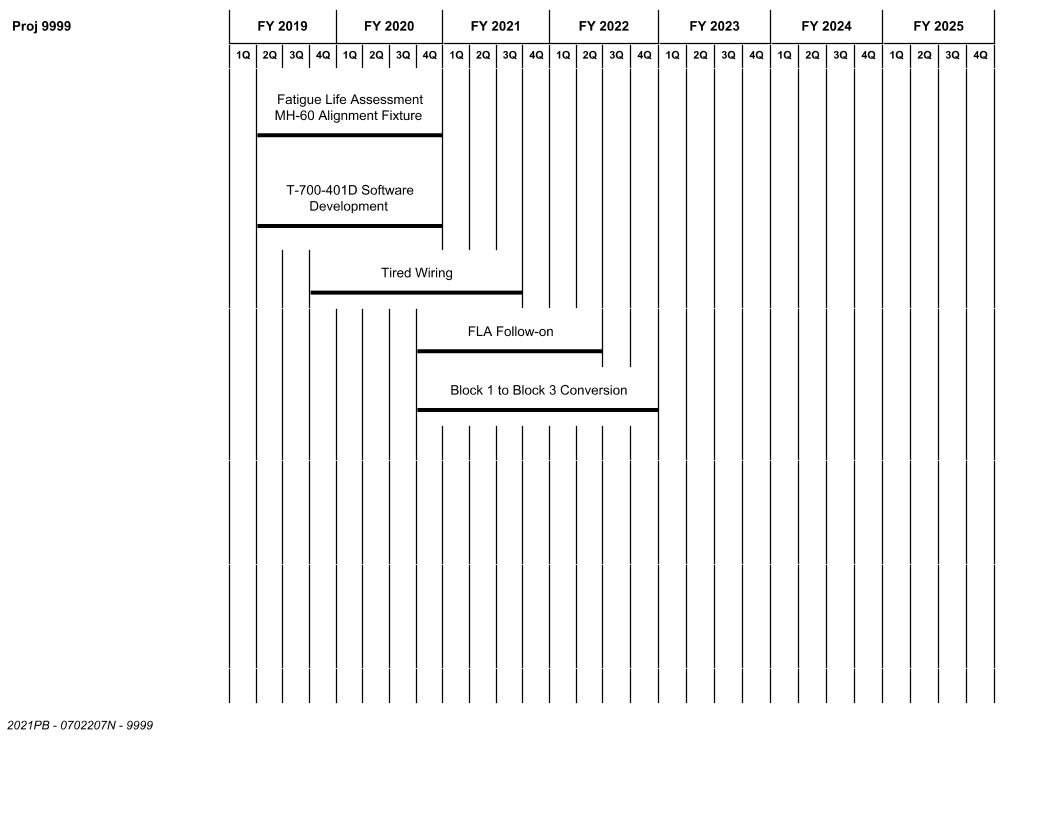 Proj 9999
FY 2019 FY 2020 FY 2021 FY 2022 FY 2023 FY 2024 FY 2025
1Q 2Q 3Q 4Q 1Q 2Q 3Q 4Q 1Q 2Q 3Q 4Q 1Q 2Q 3Q 4Q 1Q 2Q 3Q 4Q 1Q 2Q 3Q 4Q 1Q 2Q 3Q 4Q
Fatigue Life Assessment
MH-60 Alignment Fixture
T-700-401D Software
Development
Tired Wiring
FLA Follow-on
Block 1 to Block 3 Conversion
2021PB - 0702207N - 9999